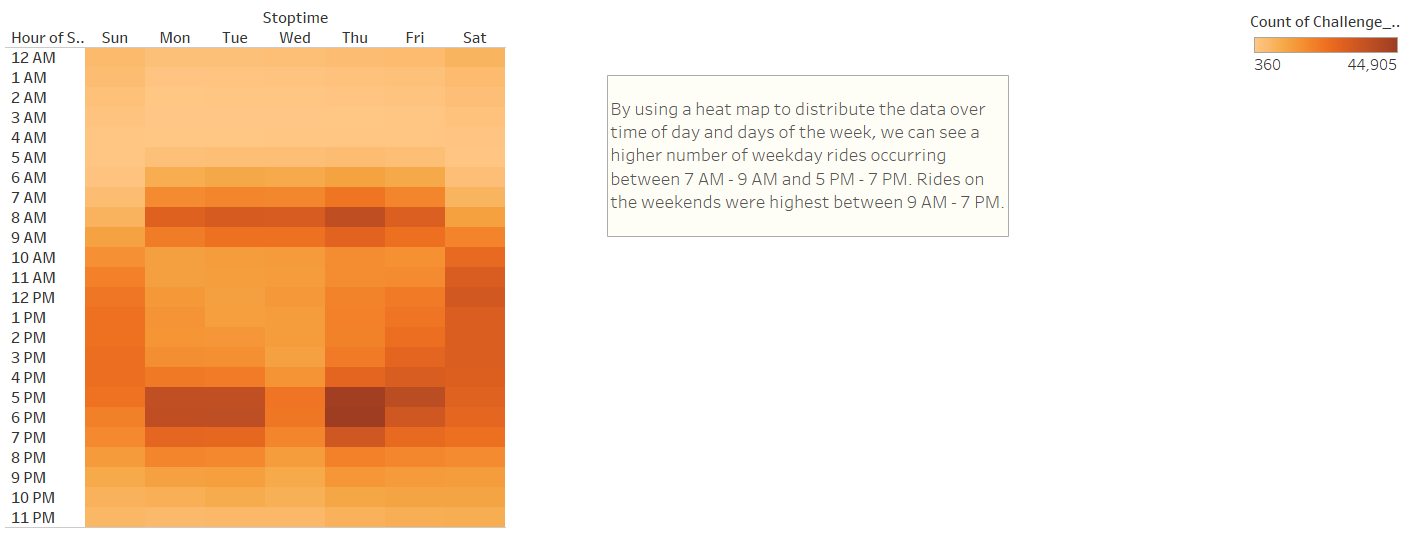 Stoptime
Hour of S.. Sun Mon Tue Wed Thu Fri Sat
12 AM
1 AM
2 AM
3 AM
4 AM
5 AM
6 AM
7 AM
8 AM
9 AM
10 AM
11 AM
12 PM
1 PM
2 PM
3 PM
4 PM
5 PM
6 PM
7 PM
8 PM
9 PM
10 PM
11 PM
By using a heat map to distribute the data over
time of day and days of the week, we can see a
higher number of weekday rides occurring
between 7 AM - 9 AM and 5 PM - 7 PM. Rides on
the weekends were highest between 9 AM - 7 PM.
Count of Challenge_..
360 44,905